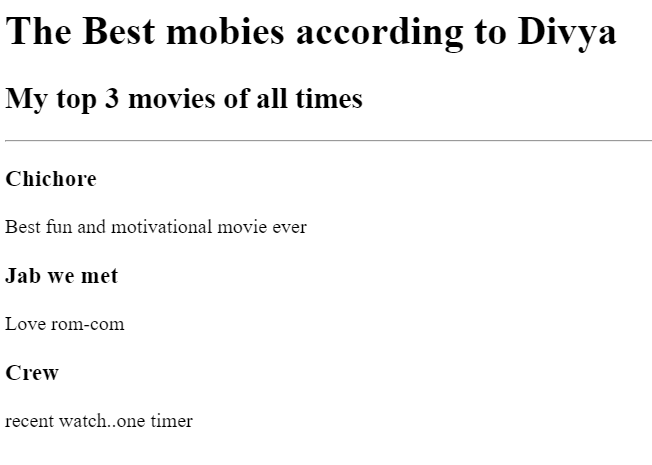 The Best mobies according to Divya
My top 3 movies of all times
Chichore
Best fun and motivational movie ever
Jab we met
Love rom-com
Crew
recent watch..one timer